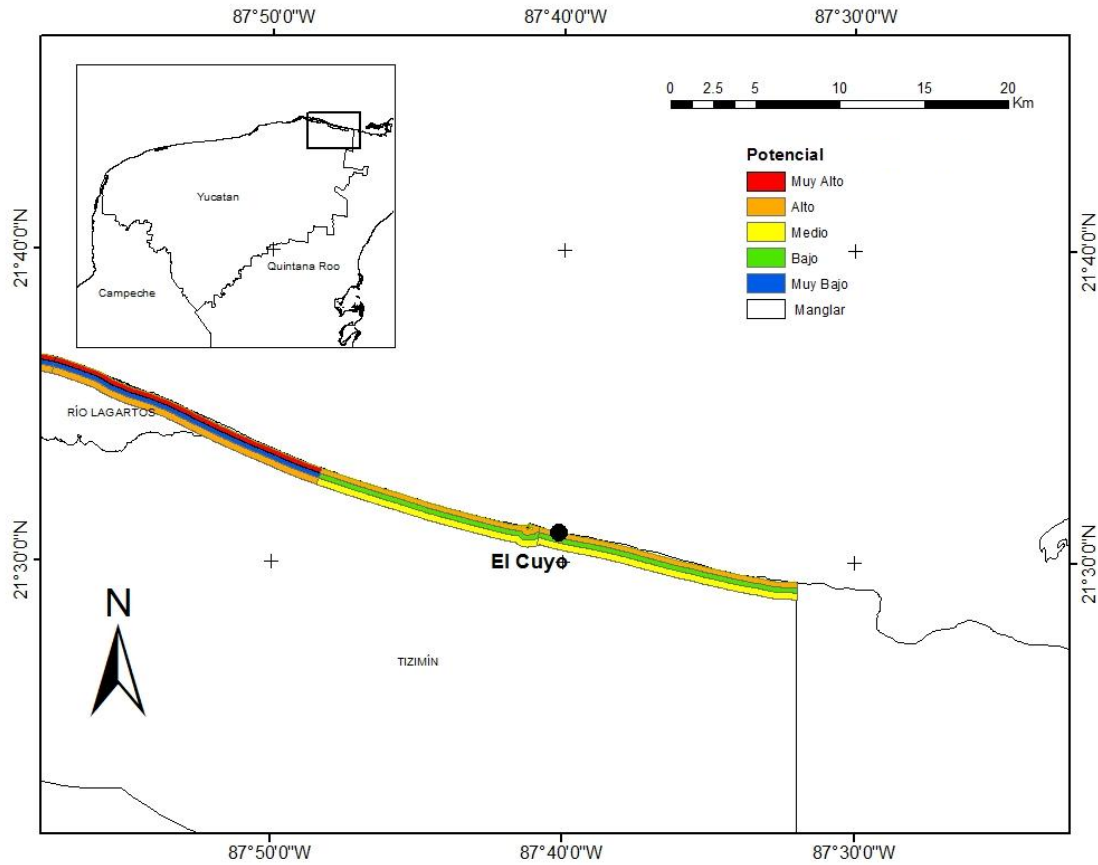 87°50'0"W
87°40'0"W
87°30'0"W
0 2.5 5 10 15 20
Km
Potencial
Muy Alto
Alto
Medio
Bajo
Muy Bajo
Manglar
Yucatan
Quintana Roo
Campeche
21°40'0"N
21°40'0"N
RÍO LAGARTOS
El Cuyo
21°30'0"N
21°30'0"N
N
TIZIMÍN
87°50'0"W
87°40'0"W
87°30'0"W